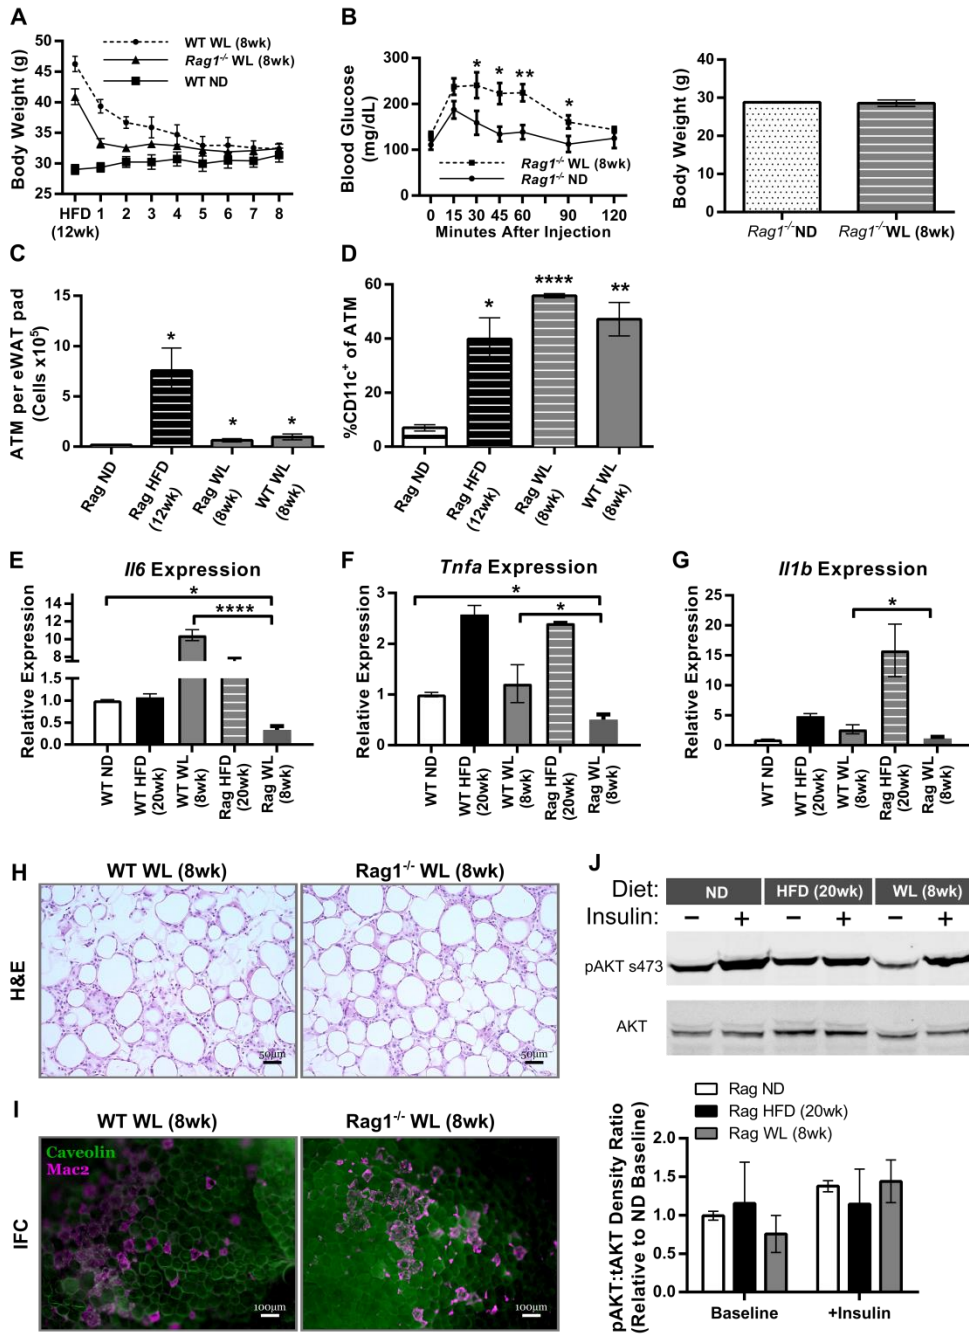 A
WT WL (8wk)
Rag1-/- WL (8wk)
WT ND
Body Weight (g)
50
45
40
35
30
25
HFD 1 2 3 4 5 6 7 8
(12wk)
B
Blood Glucose
(mg/dL)
300
200
100
0
* * ** *
Rag1-/- WL (8wk)
Rag1-/- ND
0 15 30 45 60 90 120
Minutes After Injection
Body Weight (g)
40
30
20
10
0
Rag1-/-ND Rag1-/-WL (8wk)
C
ATM per eWAT pad
(Cells x10⁵)
15
10
5
0
* * *
Rag ND
Rag HFD
(12wk)
Rag WL
(8wk)
WT WL
(8wk)
D
%CD11c+ of ATM
60
40
20
0
* **** **
Rag ND
Rag HFD
(12wk)
Rag WL
(8wk)
WT WL
(8wk)
E
Il6 Expression
Relative Expression
14
12
10
8
1.5
1.0
0.5
0.0
*
****
WT ND
WT HFD
(20wk)
WT WL
(8wk)
Rag HFD
(20wk)
Rag WL
(8wk)
F
Tnfa Expression
Relative Expression
3
2
1
0
*
*
WT ND
WT HFD
(20wk)
WT WL
(8wk)
Rag HFD
(20wk)
Rag WL
(8wk)
G
Il1b Expression
Relative Expression
25
20
15
10
5
0
*
WT ND
WT HFD
(20wk)
WT WL
(8wk)
Rag HFD
(20wk)
Rag WL
(8wk)
H
WT WL (8wk) Rag1-/- WL (8wk)
H&E
50μm 50μm
I
WT WL (8wk) Rag1-/- WL (8wk)
IFC
Caveolin
Mac2
100μm 100μm
J
Diet: ND HFD (20wk) WL (8wk)
Insulin: − + − + − +
pAKT s473
AKT
Rag ND
Rag HFD (20wk)
Rag WL (8wk)
pAKT:tAKT Density Ratio
(Relative to ND Baseline)
2.0
1.5
1.0
0.5
0.0
Baseline +Insulin